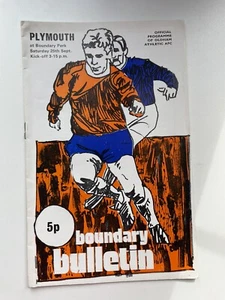 PLYMOUTH
at Boundary Park
Saturday 25th Sept.
Kick-off 3-15 p.m.
OFFICIAL
PROGRAMME
OF OLDHAM
ATHLETIC AFC
5p
boundary
bulletin